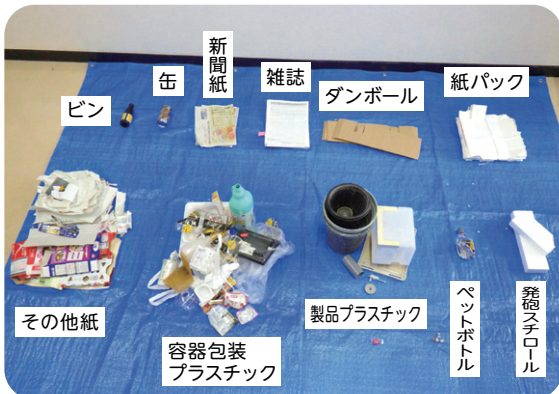 ビン
缶
新聞紙
雑誌
ダンボール
紙パック
その他紙
容器包装
プラスチック
製品プラスチック
ペットボトル
発砲スチロール